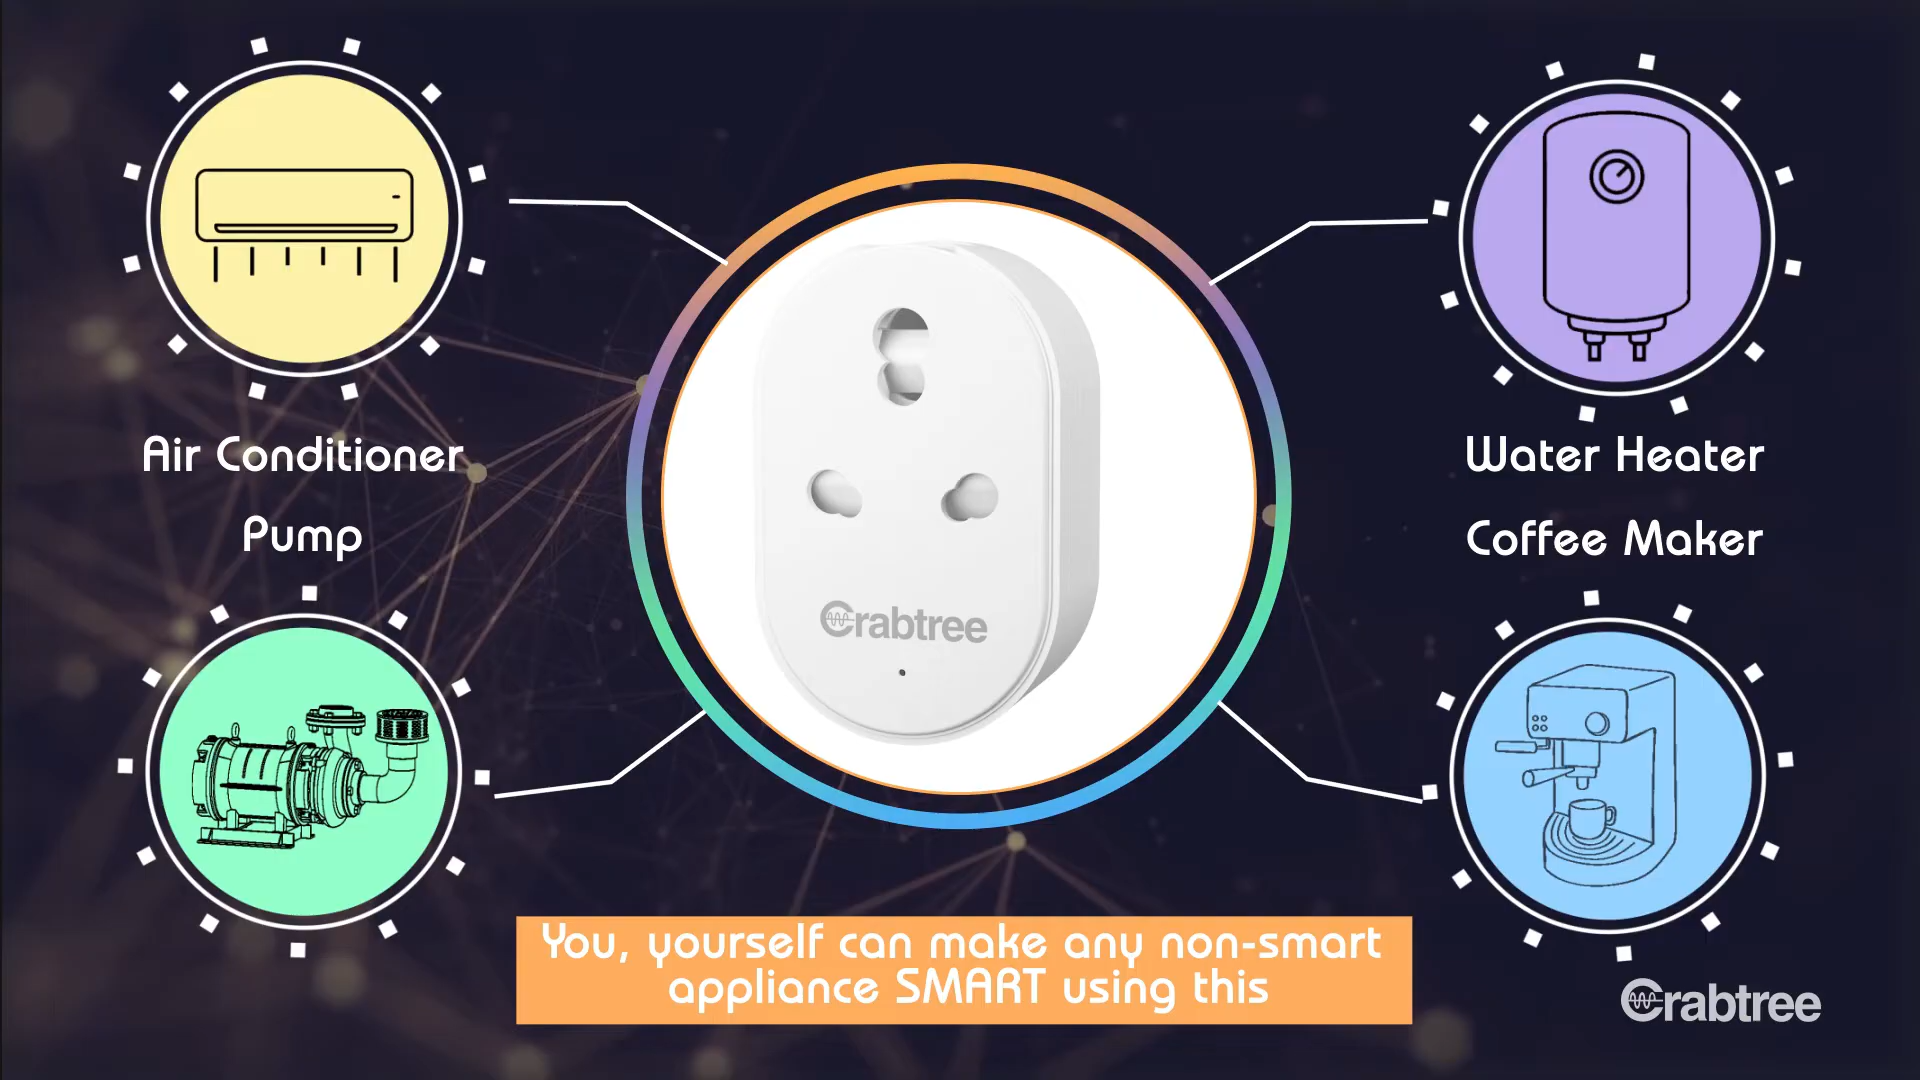 Air Conditioner
Pump
Crabtree
Water Heater
Coffee Maker
You, yourself can make any non-smart
appliance SMART using this
Crabtree